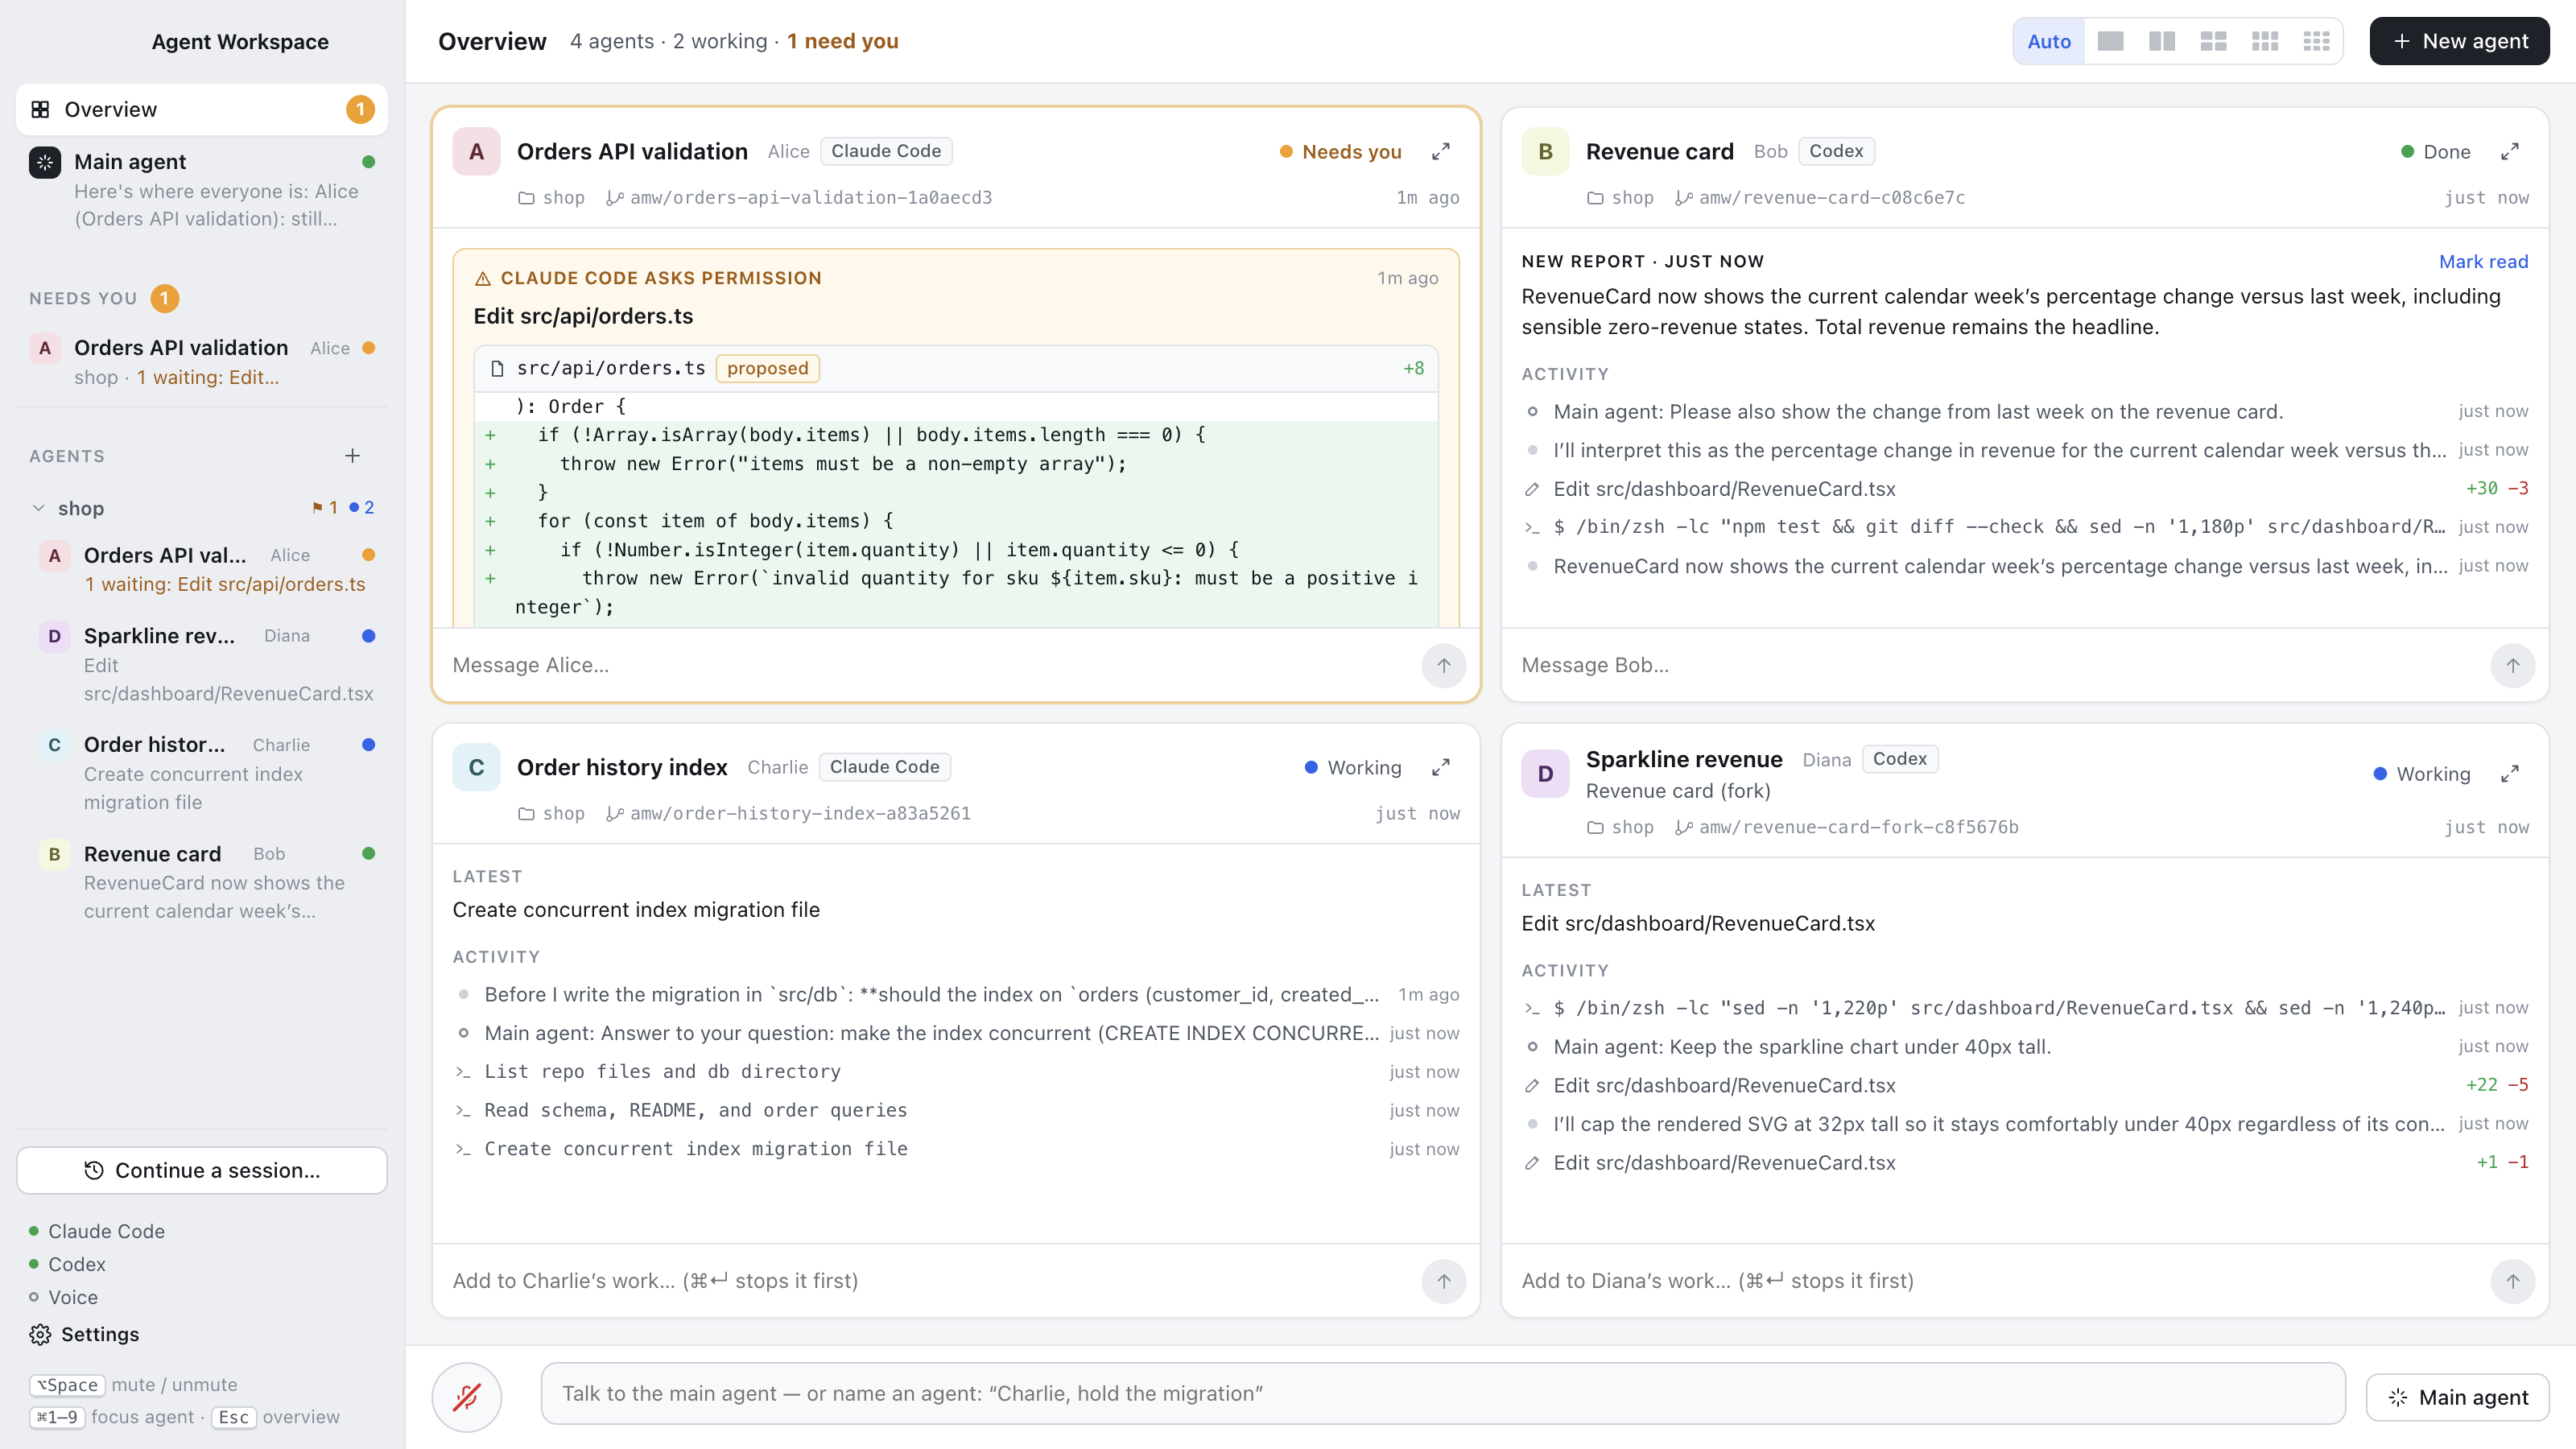 Agent Workspace
Overview 1
Main agent
Here's where everyone is: Alice
(Orders API validation): still...
NEEDS YOU 1
A Orders API validation Alice
shop · 1 waiting: Edit...
AGENTS +
shop 1 2
A Orders API val... Alice
1 waiting: Edit src/api/orders.ts
D Sparkline rev... Diana
Edit
src/dashboard/RevenueCard.tsx
C Order histor... Charlie
Create concurrent index
migration file
B Revenue card Bob
RevenueCard now shows the
current calendar week’s...
Continue a session...
Claude Code
Codex
Voice
Settings
⌥Space mute / unmute
⌘1–9 focus agent · Esc overview
Overview 4 agents · 2 working · 1 need you
Auto
+ New agent
A Orders API validation Alice Claude Code Needs you
shop amw/orders-api-validation-1a0aecd3 1m ago
CLAUDE CODE ASKS PERMISSION 1m ago
Edit src/api/orders.ts
src/api/orders.ts proposed +8
): Order {
+ if (!Array.isArray(body.items) || body.items.length === 0) {
+ throw new Error("items must be a non-empty array");
+ }
+ for (const item of body.items) {
+ if (!Number.isInteger(item.quantity) || item.quantity <= 0) {
+ throw new Error(`invalid quantity for sku ${item.sku}: must be a positive i
nteger`);
Message Alice...
B Revenue card Bob Codex Done
shop amw/revenue-card-c08c6e7c just now
NEW REPORT · JUST NOW Mark read
RevenueCard now shows the current calendar week’s percentage change versus last week, including
sensible zero-revenue states. Total revenue remains the headline.
ACTIVITY
Main agent: Please also show the change from last week on the revenue card. just now
I’ll interpret this as the percentage change in revenue for the current calendar week versus th... just now
Edit src/dashboard/RevenueCard.tsx +30 −3
>_ $ /bin/zsh -lc "npm test && git diff --check && sed -n '1,180p' src/dashboard/R... just now
RevenueCard now shows the current calendar week’s percentage change versus last week, in... just now
Message Bob...
C Order history index Charlie Claude Code Working
shop amw/order-history-index-a83a5261 just now
LATEST
Create concurrent index migration file
ACTIVITY
Before I write the migration in `src/db`: **should the index on `orders (customer_id, created_... 1m ago
Main agent: Answer to your question: make the index concurrent (CREATE INDEX CONCURRE... just now
>_ List repo files and db directory just now
>_ Read schema, README, and order queries just now
>_ Create concurrent index migration file just now
Add to Charlie’s work... (⌘↵ stops it first)
D Sparkline revenue Diana Codex Working
Revenue card (fork)
shop amw/revenue-card-fork-c8f5676b just now
LATEST
Edit src/dashboard/RevenueCard.tsx
ACTIVITY
>_ $ /bin/zsh -lc "sed -n '1,220p' src/dashboard/RevenueCard.tsx && sed -n '1,240p... just now
Main agent: Keep the sparkline chart under 40px tall. just now
Edit src/dashboard/RevenueCard.tsx +22 −5
I’ll cap the rendered SVG at 32px tall so it stays comfortably under 40px regardless of its con... just now
Edit src/dashboard/RevenueCard.tsx +1 −1
Add to Diana’s work... (⌘↵ stops it first)
Talk to the main agent — or name an agent: “Charlie, hold the migration”
Main agent